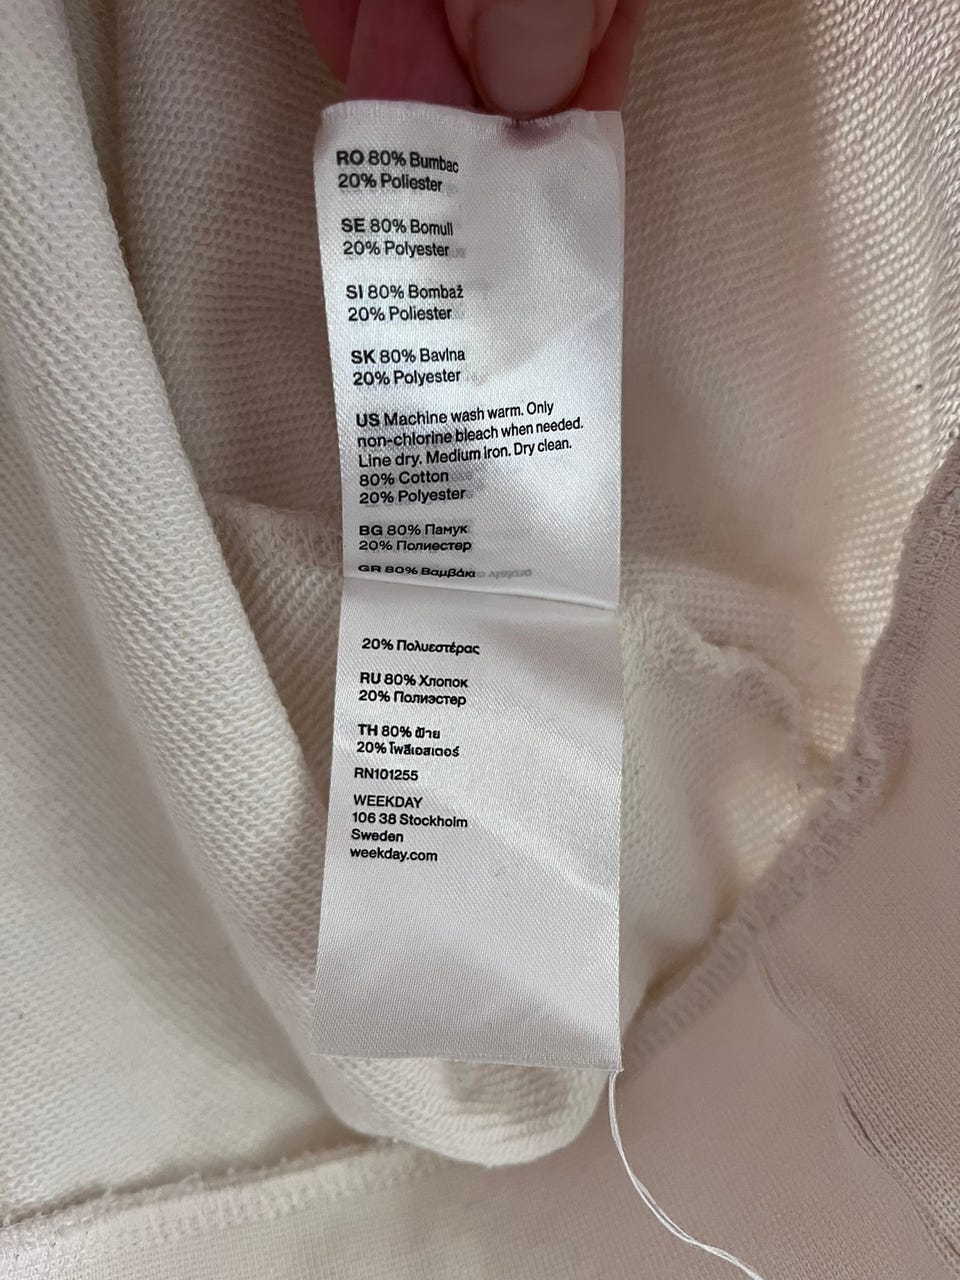 RO 80% Bumbac
20% Poliester
SE 80% Bomull
20% Polyester
SI 80% Bombaž
20% Poliester
SK 80% Bavlna
20% Polyester
US Machine wash warm. Only
non-chlorine bleach when needed.
Line dry. Medium iron. Dry clean.
80% Cotton
20% Polyester
BG 80% Памук
20% Полиестер
GR 80% Βαμβάκι
20% Πολυεστέρας
RU 80% Хлопок
20% Полиэстер
TH 80% ฝ้าย
20% โพลีเอสเตอร์
RN101255
WEEKDAY
106 38 Stockholm
Sweden
weekday.com